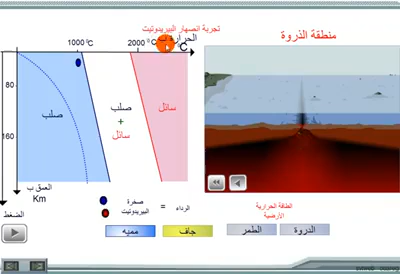 تجربة انصهار البيريدوتيت
منطقة الذروة
الحرارة ب C
1000 °C
2000 °C
80
160
صلب
صلب
+
سائل
سائل
العمق ب
Km
الضغط
صخرة
البيريدوتيت
=
الرداء
الطاقة الحرارية
الأرضية
مميه
جاف
الطمر
الذروة